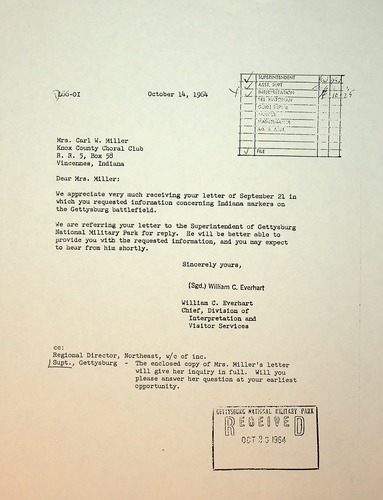 L66-OI
October 14, 1964
SUPERINTENDENT
ASST. SUPT.
INTERPRETATION
MAINTENANCE
FILE
Mrs. Carl W. Miller
Knox County Choral Club
R. R. 5, Box 58
Vincennes, Indiana
Dear Mrs. Miller:
We appreciate very much receiving your letter of September 21 in
which you requested information concerning Indiana markers on
the Gettysburg battlefield.
We are referring your letter to the Superintendent of Gettysburg
National Military Park for reply. He will be better able to
provide you with the requested information, and you may expect
to hear from him shortly.
Sincerely yours,
(Sgd.) William C. Everhart
William C. Everhart
Chief, Division of
Interpretation and
Visitor Services
cc:
Regional Director, Northeast, w/c of inc.
Supt., Gettysburg - The enclosed copy of Mrs. Miller's letter
will give her inquiry in full. Will you
please answer her question at your earliest
opportunity.
GETTYSBURG NATIONAL MILITARY PARK
RECEIVED
OCT 23 1964